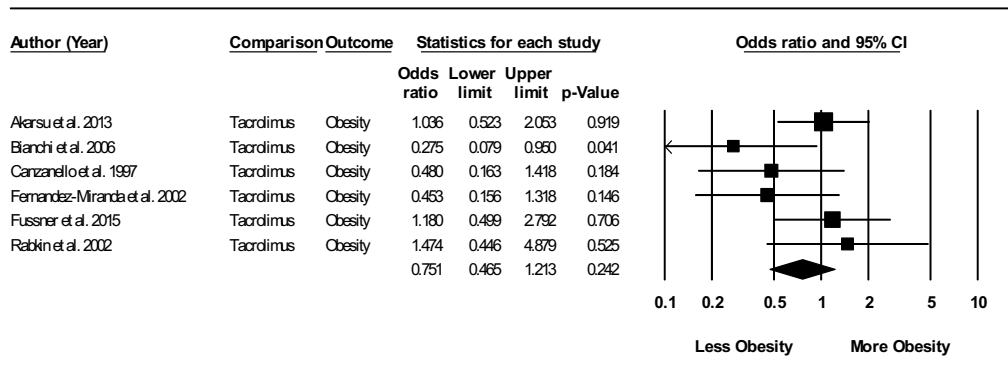 Author (Year) Comparison Outcome Statistics for each study Odds ratio and 95% CI
Odds ratio Lower limit Upper limit p-Value
Akarsu et al. 2013 Tacrolimus Obesity 1.036 0.523 2.053 0.919
Bianchi et al. 2006 Tacrolimus Obesity 0.275 0.079 0.950 0.041
Canzanello et al. 1997 Tacrolimus Obesity 0.480 0.163 1.418 0.184
Fernandez-Miranda et al. 2002 Tacrolimus Obesity 0.453 0.156 1.318 0.146
Fussner et al. 2015 Tacrolimus Obesity 1.180 0.499 2.792 0.706
Rabkin et al. 2002 Tacrolimus Obesity 1.474 0.446 4.879 0.525
0.751 0.465 1.213 0.242
0.1 0.2 0.5 1 2 5 10
Less Obesity More Obesity